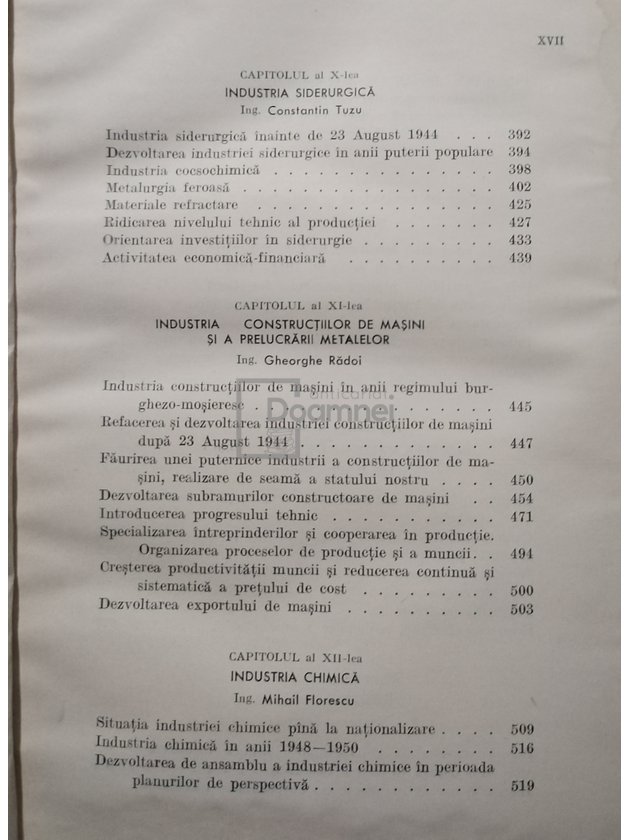 XVII
CAPITOLUL al X-lea
INDUSTRIA SIDERURGICĂ
Ing. Constantin Tuzu
Industria siderurgică înainte de 23 August 1944 . . . 392
Dezvoltarea industriei siderurgice în anii puterii populare 394
Industria cocsochimică . . . . . . . . . . . . . . 398
Metalurgia feroasă . . . . . . . . . . . . . . . . 402
Materiale refractare . . . . . . . . . . . . . . . 425
Ridicarea nivelului tehnic al producției . . . . . . . 427
Orientarea investițiilor în siderurgie . . . . . . . . . 433
Activitatea economică-financiară . . . . . . . . . . 439
CAPITOLUL al XI-lea
INDUSTRIA CONSTRUCȚIILOR DE MAȘINI
ȘI A PRELUCRĂRII METALELOR
Ing. Gheorghe Rădoi
Industria construcțiilor de mașini în anii regimului bur-
ghezo-moșieresc . . . . . . . . . . . . . . . . 445
anticariat
Doamnei
Refacerea și dezvoltarea industriei construcțiilor de mașini
după 23 August 1944 . . . . . . . . . . . . . 447
Făurirea unei puternice industrii a construcțiilor de ma-
șini, realizare de seamă a statului nostru . . . . 450
Dezvoltarea subramurilor constructoare de mașini . . 454
Introducerea progresului tehnic . . . . . . . . . . . 471
Specializarea întreprinderilor și cooperarea în producție.
Organizarea proceselor de producție și a muncii. . 494
Creșterea productivității muncii și reducerea continuă și
sistematică a prețului de cost . . . . . . . . . . 500
Dezvoltarea exportului de mașini . . . . . . . . . . 503
CAPITOLUL al XII-lea
INDUSTRIA CHIMICĂ
Ing. Mihail Florescu
Situația industriei chimice pînă la naționalizare . . . . 509
Industria chimică în anii 1948—1950 . . . . . . . . 516
Dezvoltarea de ansamblu a industriei chimice în perioada
planurilor de perspectivă . . . . . . . . . . . . 519